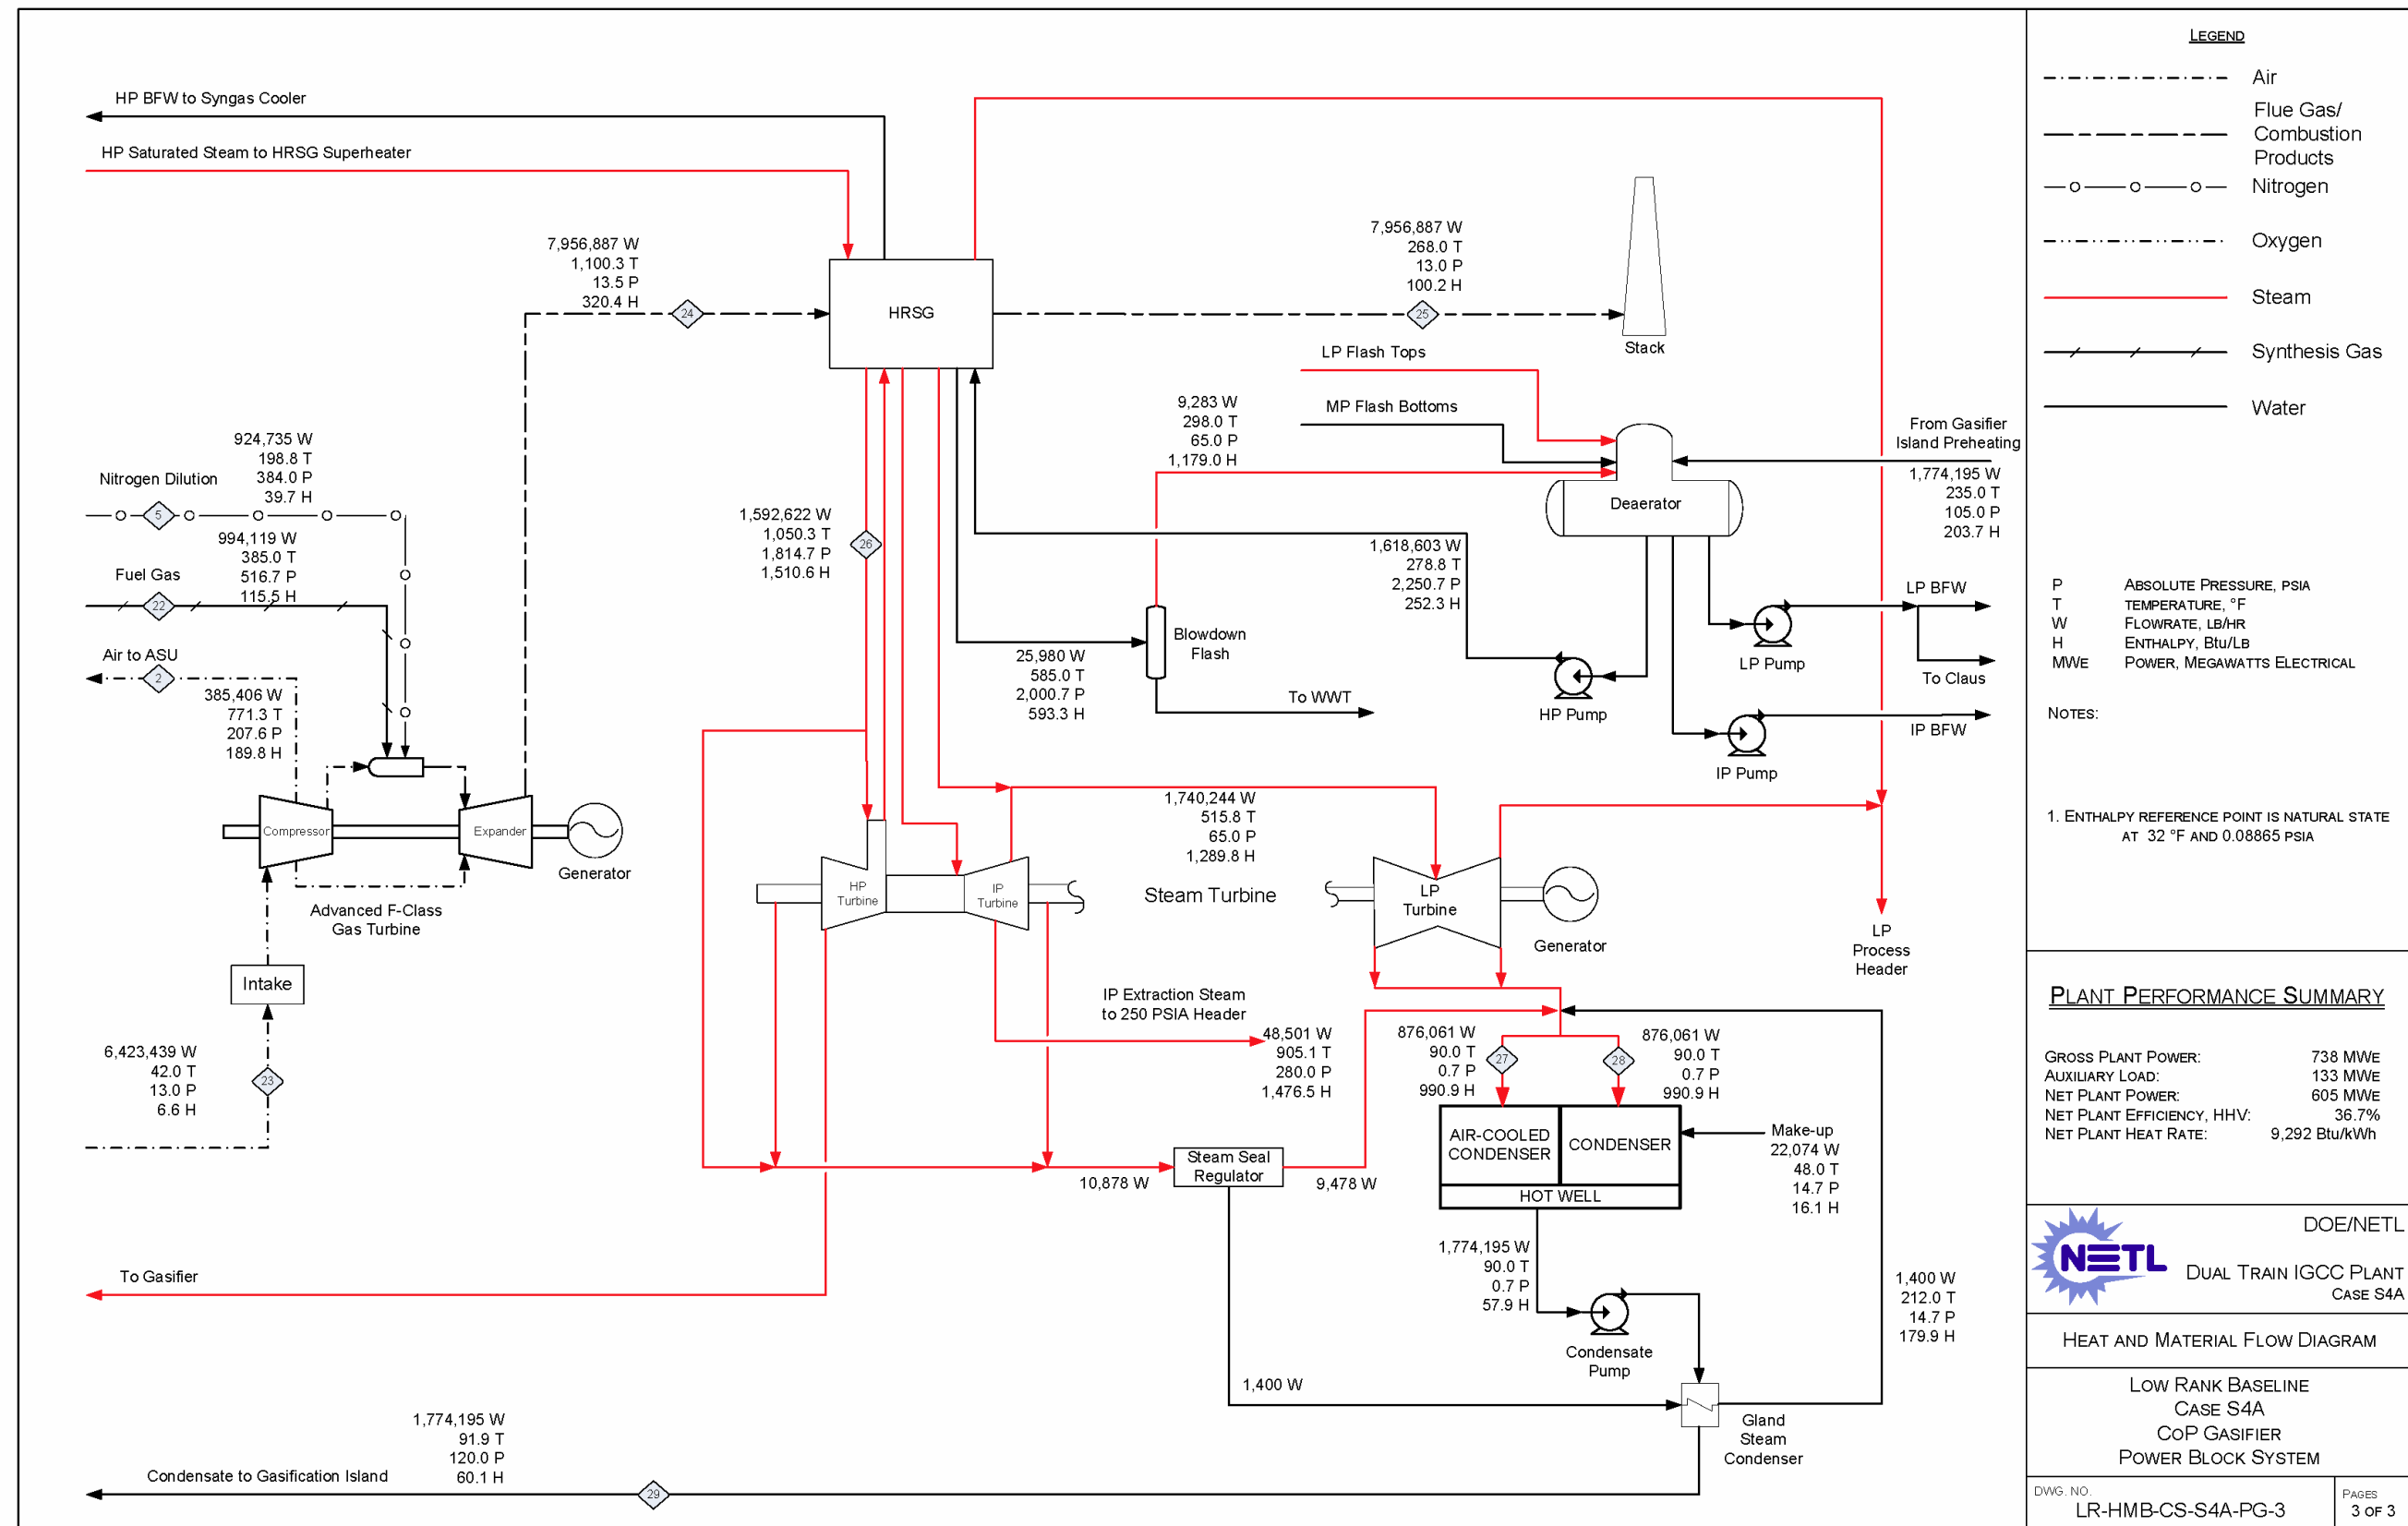 HP BFW to Syngas Cooler
HP Saturated Steam to HRSG Superheater
7,956,887 W
1,100.3 T
13.5 P
320.4 H
24
HRSG
7,956,887 W
268.0 T
13.0 P
100.2 H
25
Stack
LP Flash Tops
MP Flash Bottoms
9,283 W
298.0 T
65.0 P
1,179.0 H
From Gasifier
Island Preheating
1,774,195 W
235.0 T
105.0 P
203.7 H
Deaerator
924,735 W
198.8 T
384.0 P
39.7 H
Nitrogen Dilution
5
994,119 W
385.0 T
516.7 P
115.5 H
Fuel Gas
22
Air to ASU
2
385,406 W
771.3 T
207.6 P
189.8 H
1,592,622 W
1,050.3 T
1,814.7 P
1,510.6 H
26
1,618,603 W
278.8 T
2,250.7 P
252.3 H
Blowdown
Flash
25,980 W
585.0 T
2,000.7 P
593.3 H
To WWT
HP Pump
LP Pump
IP Pump
LP BFW
To Claus
IP BFW
Compressor
Expander
Generator
Advanced F-Class
Gas Turbine
Intake
6,423,439 W
42.0 T
13.0 P
6.6 H
23
1,740,244 W
515.8 T
65.0 P
1,289.8 H
HP
Turbine
IP
Turbine
Steam Turbine
LP
Turbine
Generator
LP
Process
Header
IP Extraction Steam
to 250 PSIA Header
48,501 W
905.1 T
280.0 P
1,476.5 H
876,061 W
90.0 T
0.7 P
990.9 H
27
28
876,061 W
90.0 T
0.7 P
990.9 H
AIR-COOLED
CONDENSER
CONDENSER
HOT WELL
Make-up
22,074 W
48.0 T
14.7 P
16.1 H
Steam Seal
Regulator
10,878 W
9,478 W
To Gasifier
1,774,195 W
90.0 T
0.7 P
57.9 H
Condensate
Pump
1,400 W
212.0 T
14.7 P
179.9 H
1,400 W
Gland
Steam
Condenser
1,774,195 W
91.9 T
120.0 P
60.1 H
Condensate to Gasification Island
29
LEGEND
Air
Flue Gas/
Combustion
Products
Nitrogen
Oxygen
Steam
Synthesis Gas
Water
P ABSOLUTE PRESSURE, PSIA
T TEMPERATURE, °F
W FLOWRATE, LB/HR
H ENTHALPY, Btu/LB
MWE POWER, MEGAWATTS ELECTRICAL
NOTES:
1. ENTHALPY REFERENCE POINT IS NATURAL STATE
AT 32 °F AND 0.08865 PSIA
PLANT PERFORMANCE SUMMARY
GROSS PLANT POWER: 738 MWE
AUXILIARY LOAD: 133 MWE
NET PLANT POWER: 605 MWE
NET PLANT EFFICIENCY, HHV: 36.7%
NET PLANT HEAT RATE: 9,292 Btu/kWh
NETL
DOE/NETL
DUAL TRAIN IGCC PLANT
CASE S4A
HEAT AND MATERIAL FLOW DIAGRAM
LOW RANK BASELINE
CASE S4A
COP GASIFIER
POWER BLOCK SYSTEM
DWG. NO.
LR-HMB-CS-S4A-PG-3
PAGES
3 OF 3